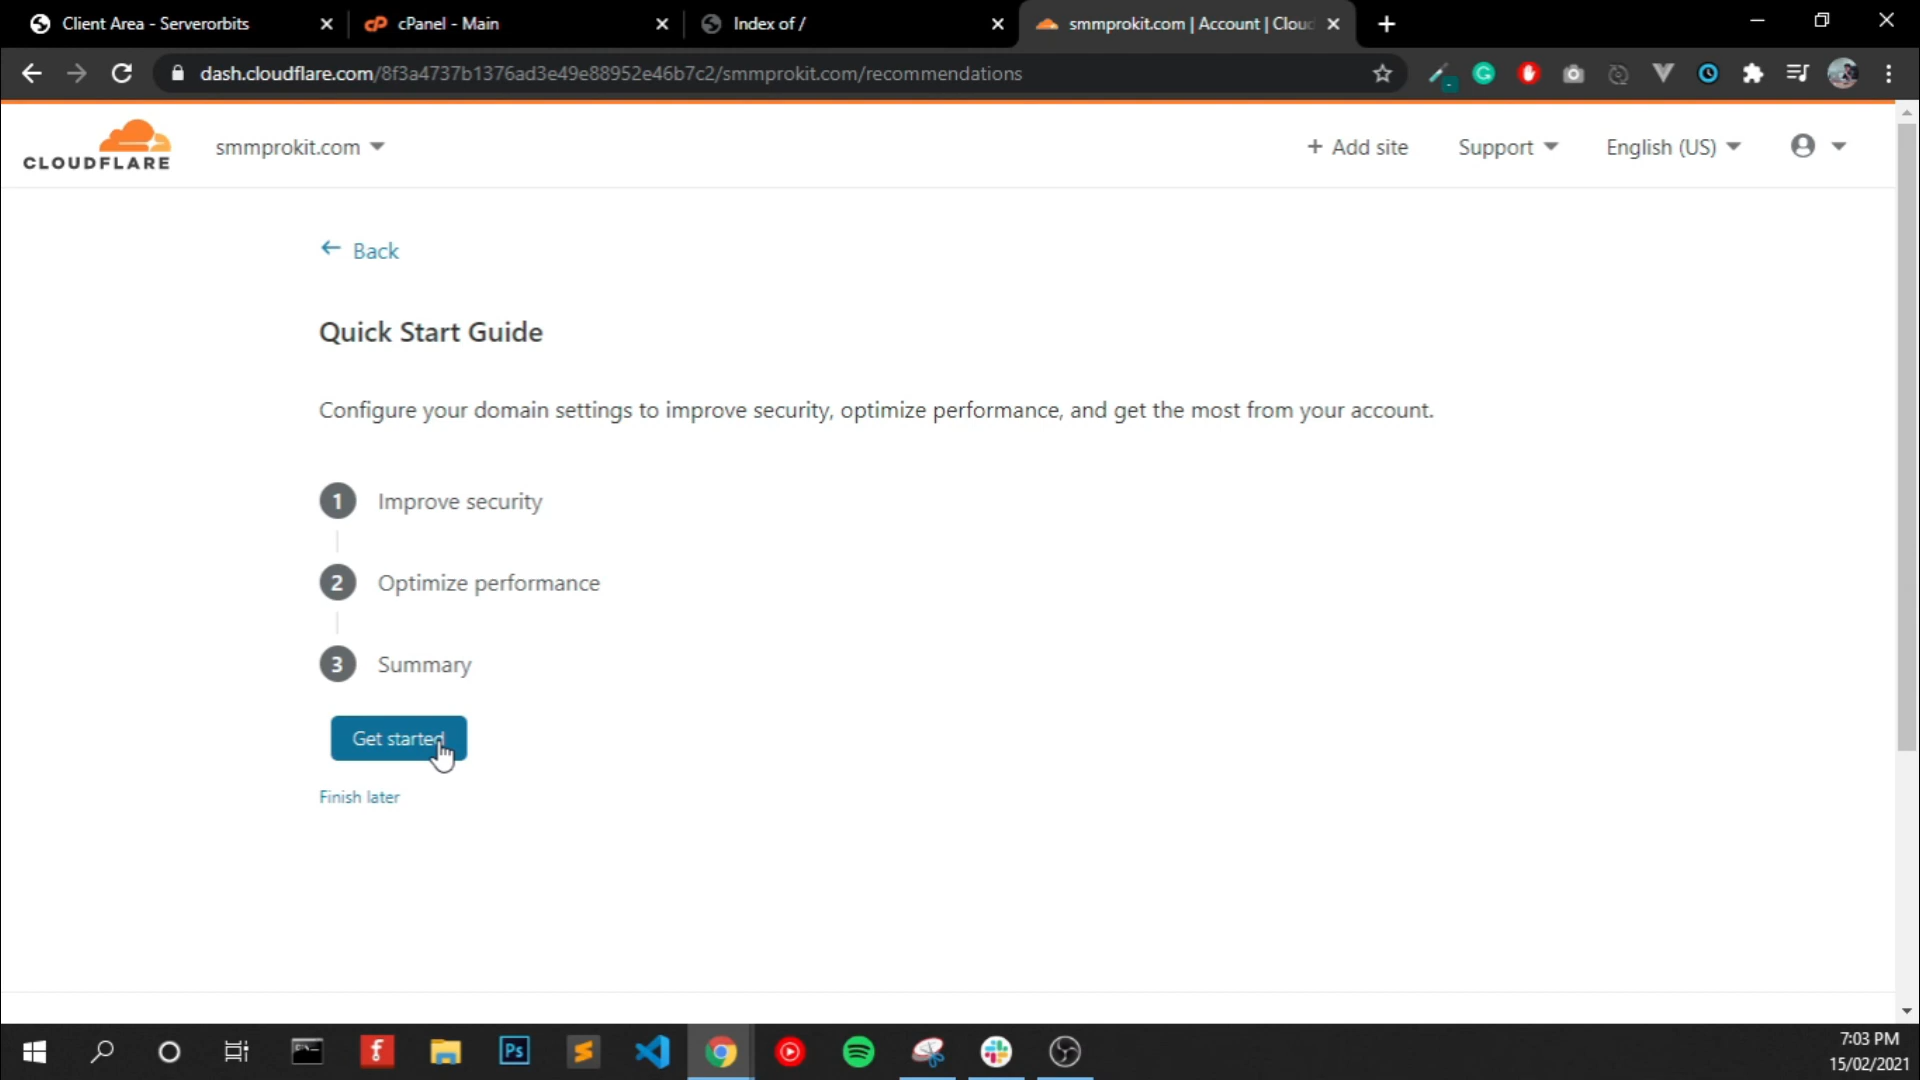 Client Area - Serverorbits
cPanel - Main
Index of /
smmprokit.com | Account | Clou
dash.cloudflare.com/8f3a4737b1376ad3e49e88952e46b7c2/smmprokit.com/recommendations
CLOUDFLARE
smmprokit.com
+ Add site
Support
English (US)
← Back
Quick Start Guide
Configure your domain settings to improve security, optimize performance, and get the most from your account.
1 Improve security
2 Optimize performance
3 Summary
Get started
Finish later
Ps
7:03 PM
15/02/2021